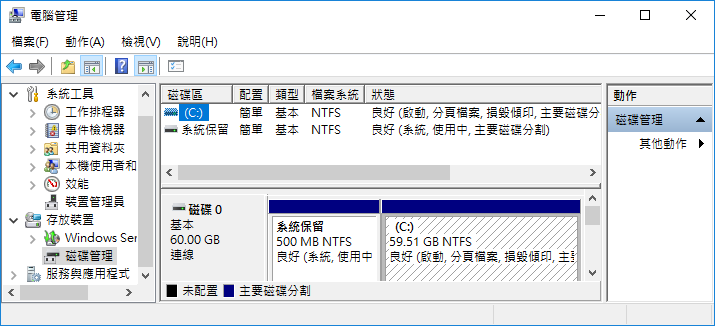 電腦管理
檔案(F) 動作(A) 檢視(V) 說明(H)
系統工具
工作排程器
事件檢視器
共用資料夾
本機使用者和
效能
裝置管理員
存放裝置
Windows Ser
磁碟管理
服務與應用程式
磁碟區 配置 類型 檔案系統 狀態
(C:) 簡單 基本 NTFS 良好 (啟動, 分頁檔案, 損毀傾印, 主要磁碟分
系統保留 簡單 基本 NTFS 良好 (系統, 使用中, 主要磁碟分割)
磁碟 0
基本
60.00 GB
連線
系統保留
500 MB NTFS
良好 (系統, 使用中
(C:)
59.51 GB NTFS
良好 (啟動, 分頁檔案, 損毀傾印, 主
未配置 主要磁碟分割
動作
磁碟管理
其他動作